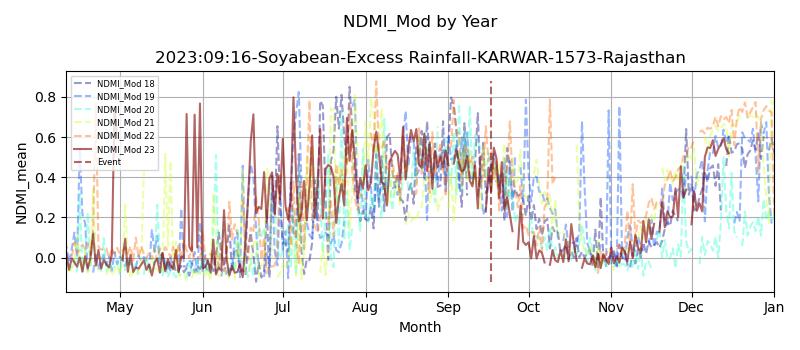 NDMI_Mod by Year
2023:09:16-Soyabean-Excess Rainfall-KARWAR-1573-Rajasthan
NDMI_mean
0.8
0.6
0.4
0.2
0.0
NDMI_Mod 18
NDMI_Mod 19
NDMI_Mod 20
NDMI_Mod 21
NDMI_Mod 22
NDMI_Mod 23
Event
May Jun Jul Aug Sep Oct Nov Dec Jan
Month